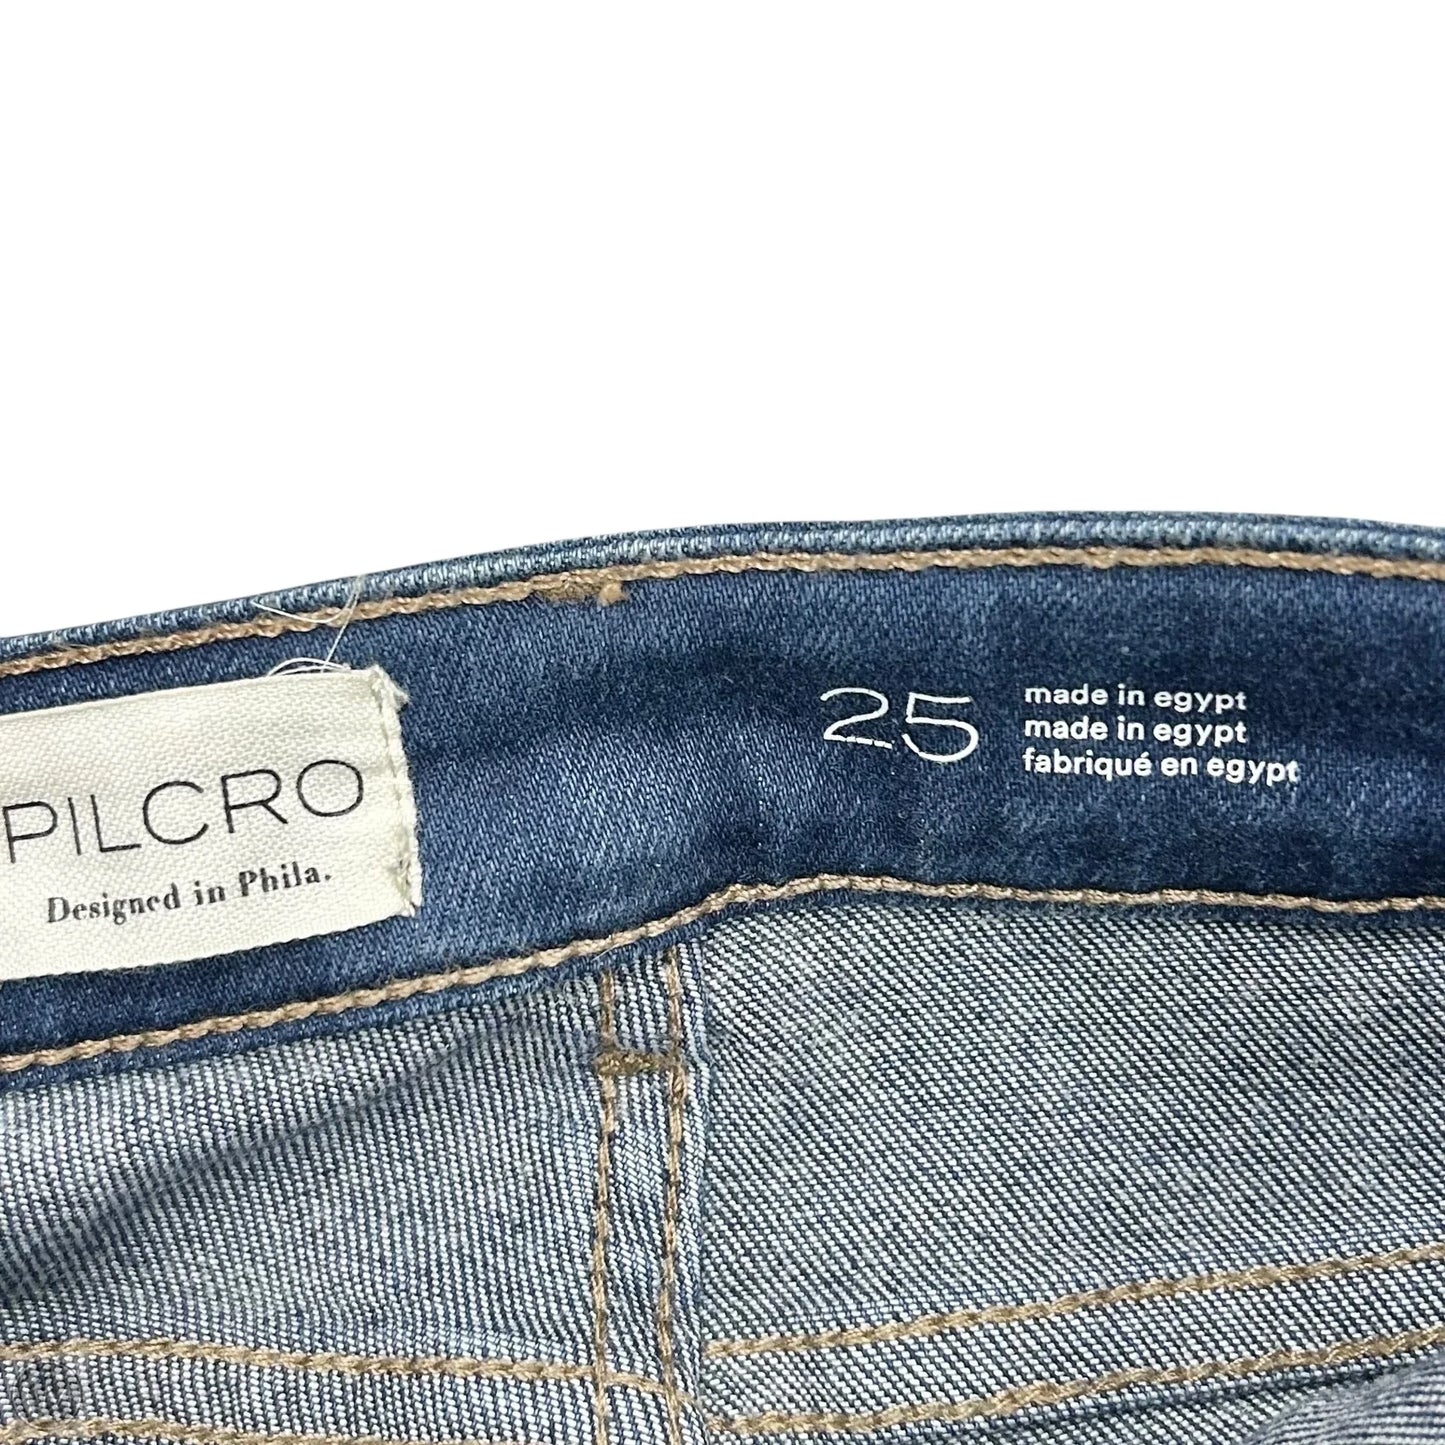 PILCRO
Designed in Phila.
25
made in egypt
made in egypt
fabriqué en egypt